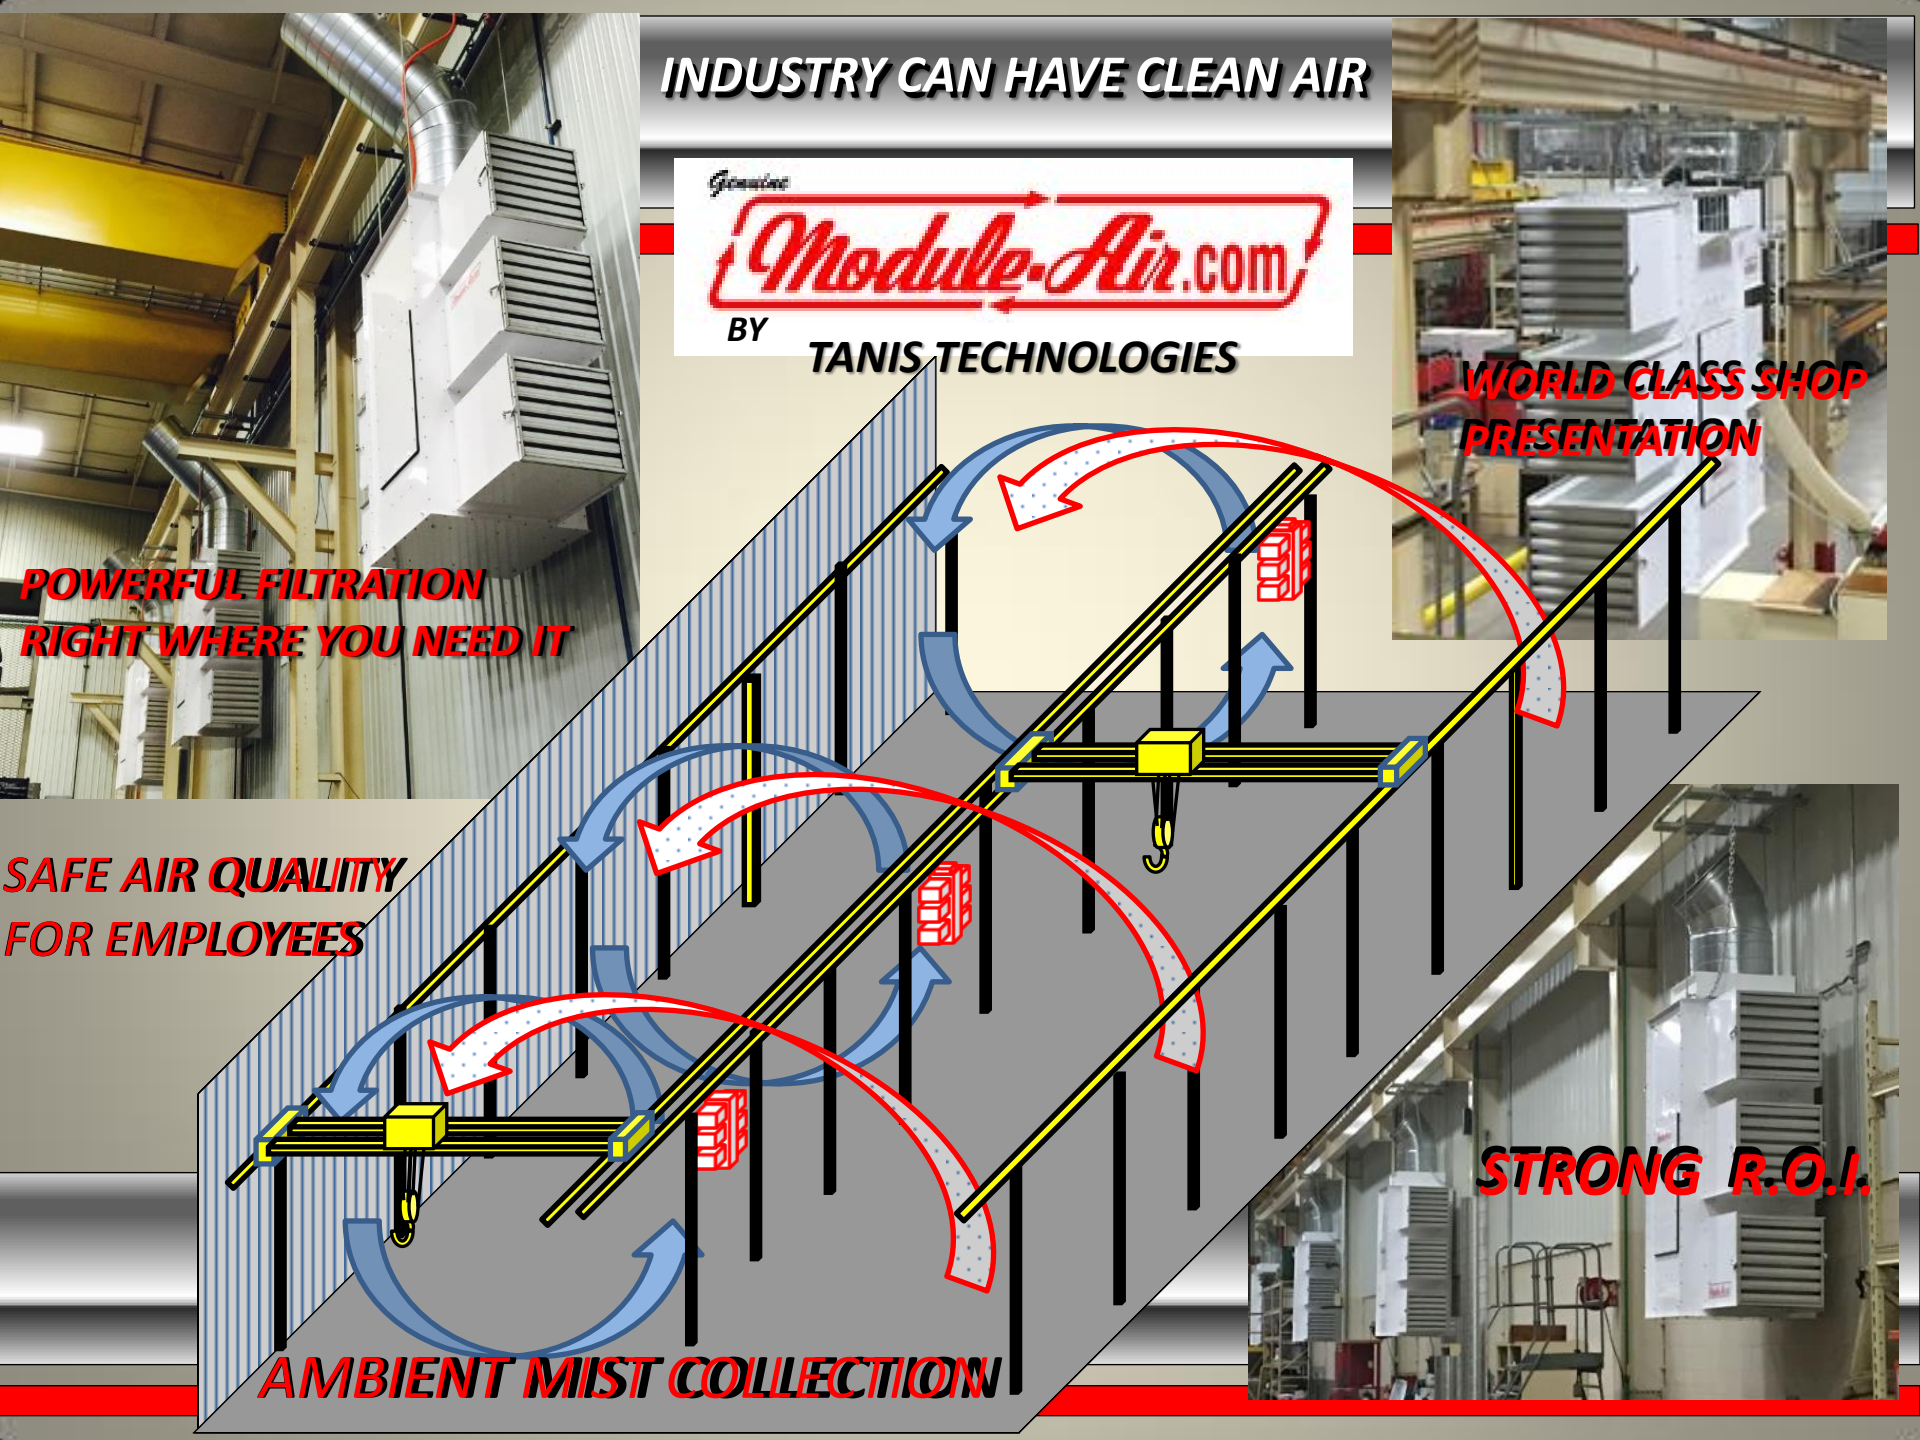 INDUSTRY CAN HAVE CLEAN AIR
Genuine
Module-Air.com
BY
TANIS TECHNOLOGIES
WORLD CLASS SHOP
PRESENTATION
POWERFUL FILTRATION
RIGHT WHERE YOU NEED IT
SAFE AIR QUALITY
FOR EMPLOYEES
STRONG R.O.I.
AMBIENT MIST COLLECTION